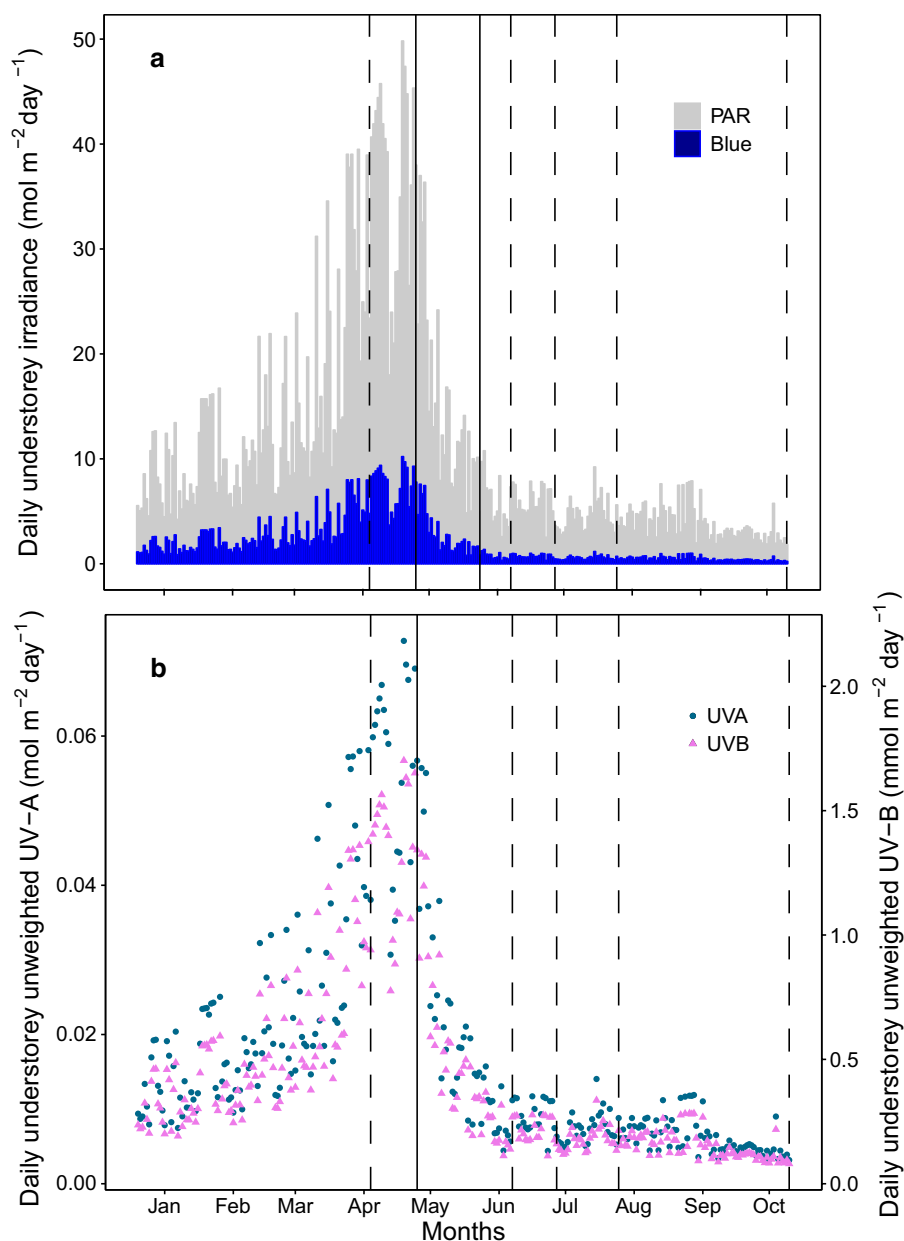 a
Daily understorey irradiance (mol m−2 day −1)
50
40
30
20
10
0
PAR
Blue
b
Daily understorey unweighted UV−A (mol m−2 day−1)
0.06
0.04
0.02
0.00
UVA
UVB
2.0
1.5
1.0
0.5
0.0
Daily understorey unweighted UV−B (mmol m−2 day−1)
Jan Feb Mar Apr May Jun Jul Aug Sep Oct
Months